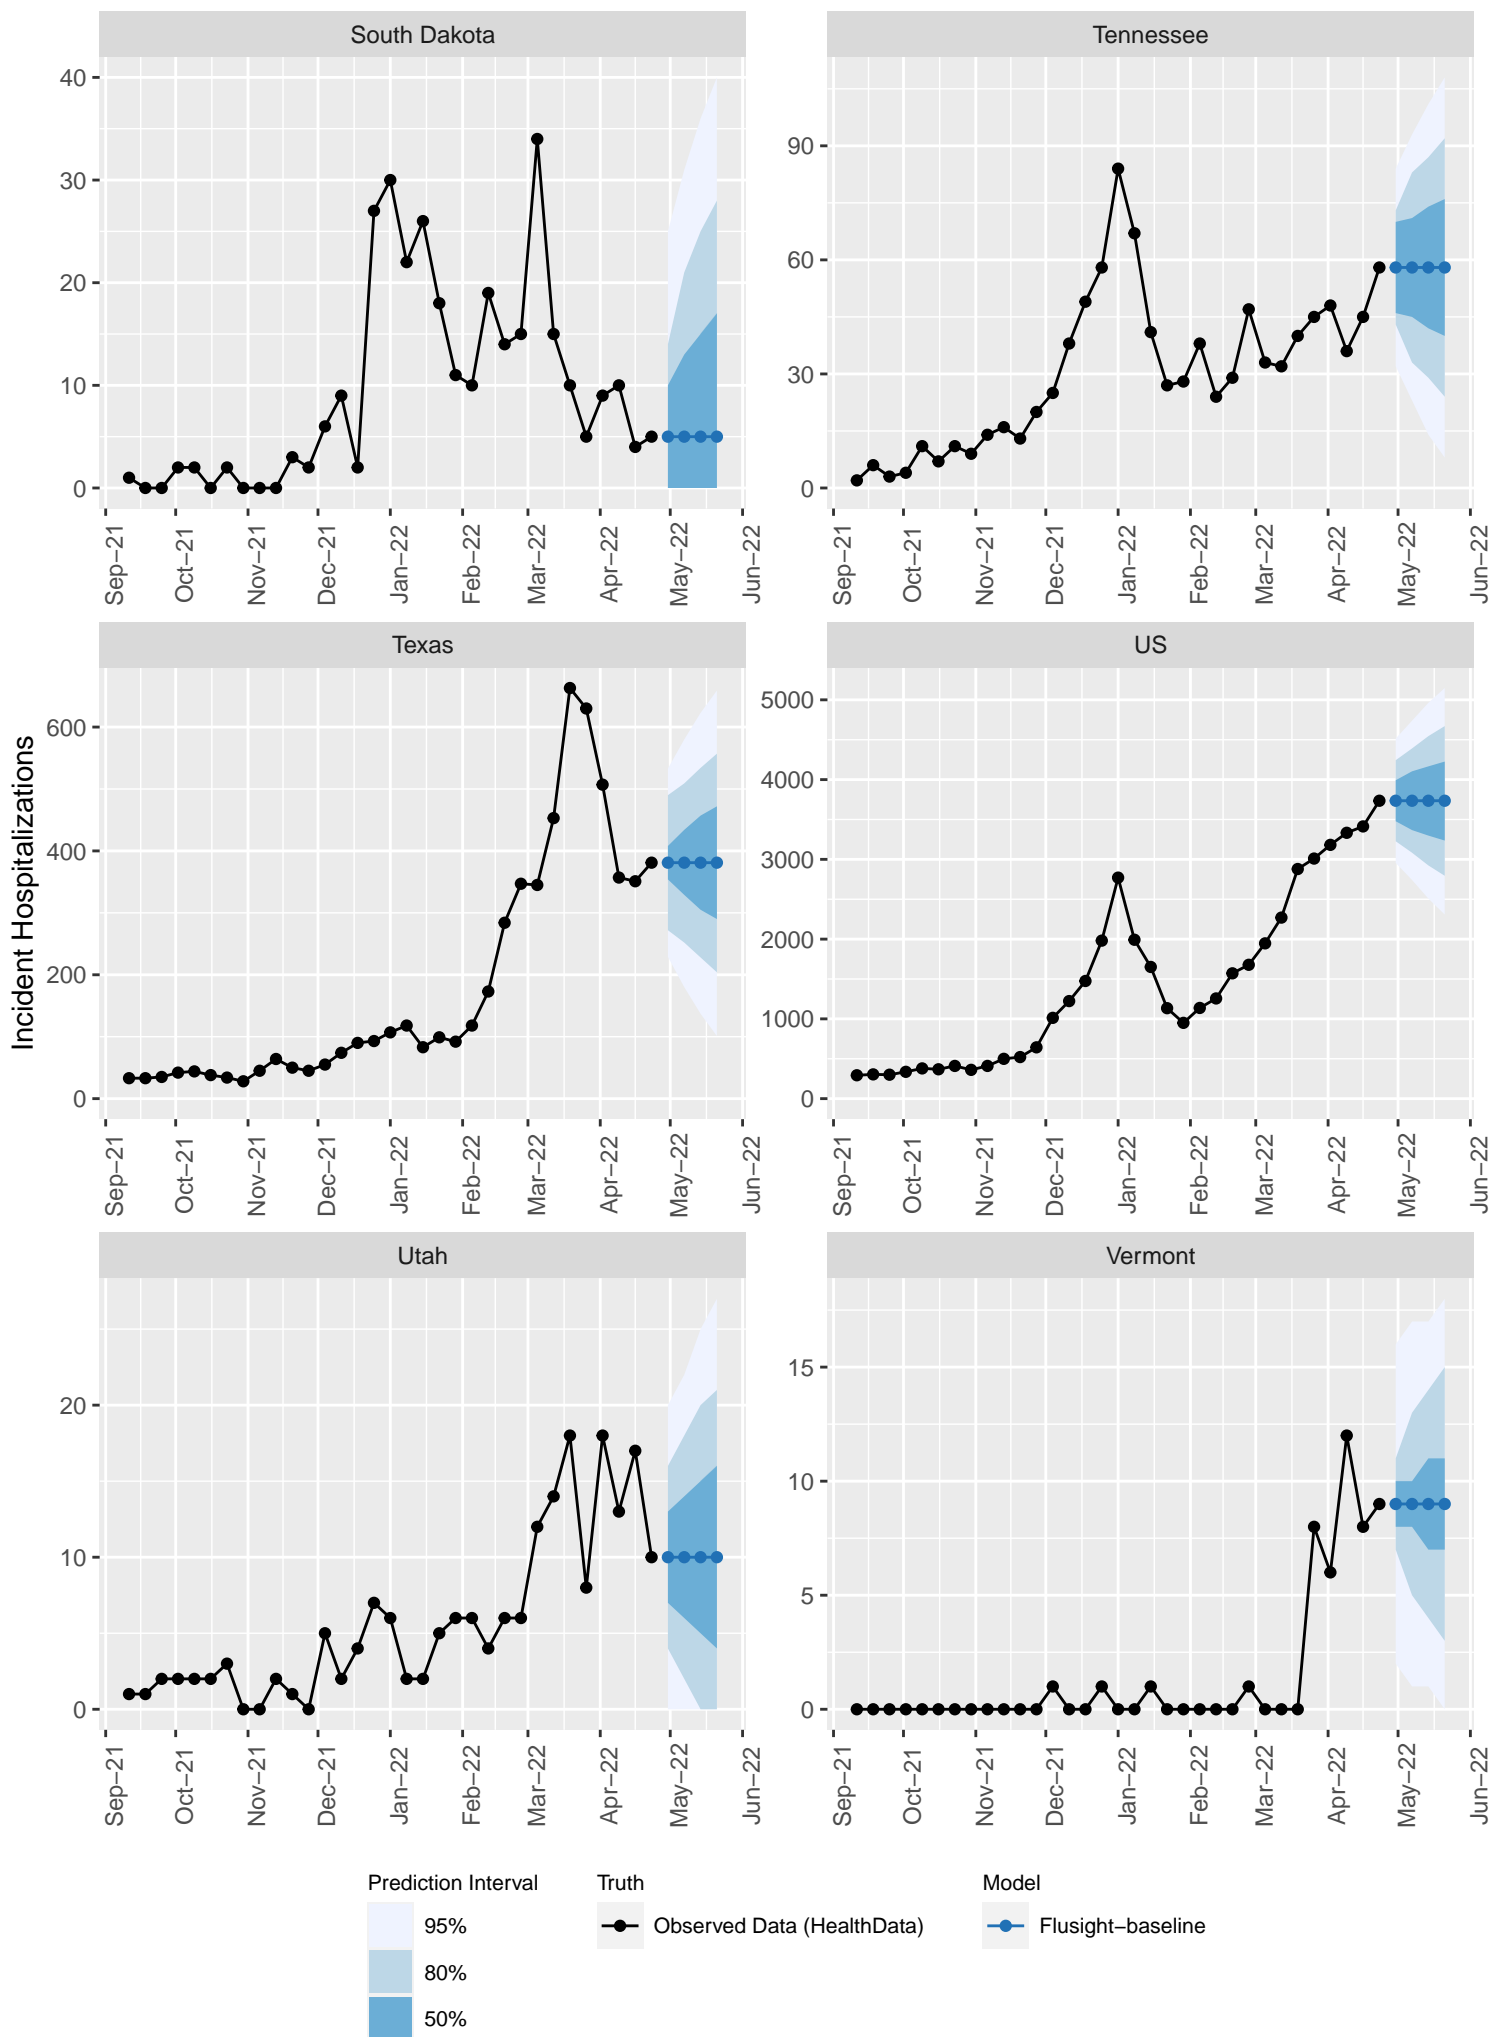 South Dakota
40
30
20
10
0
Sep−21
Oct−21
Nov−21
Dec−21
Jan−22
Feb−22
Mar−22
Apr−22
May−22
Jun−22
Tennessee
90
60
30
0
Sep−21
Oct−21
Nov−21
Dec−21
Jan−22
Feb−22
Mar−22
Apr−22
May−22
Jun−22
Incident Hospitalizations
Texas
600
400
200
0
Sep−21
Oct−21
Nov−21
Dec−21
Jan−22
Feb−22
Mar−22
Apr−22
May−22
Jun−22
US
5000
4000
3000
2000
1000
0
Sep−21
Oct−21
Nov−21
Dec−21
Jan−22
Feb−22
Mar−22
Apr−22
May−22
Jun−22
Utah
20
10
0
Sep−21
Oct−21
Nov−21
Dec−21
Jan−22
Feb−22
Mar−22
Apr−22
May−22
Jun−22
Vermont
15
10
5
0
Sep−21
Oct−21
Nov−21
Dec−21
Jan−22
Feb−22
Mar−22
Apr−22
May−22
Jun−22
Prediction Interval
95%
80%
50%
Truth
Observed Data (HealthData)
Model
Flusight−baseline